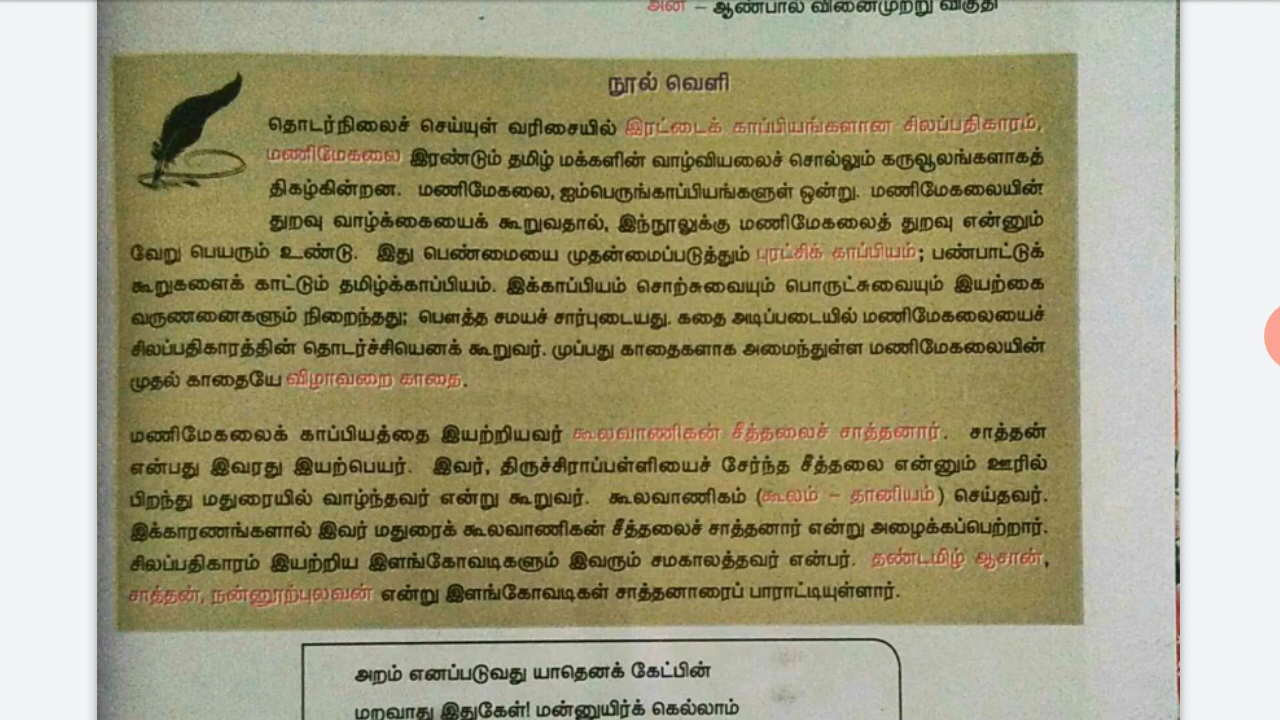 அன் – ஆண்பால் வினைமுற்று விகுதி
நூல் வெளி
தொடர்நிலைச் செய்யுள் வரிசையில் இரட்டைக் காப்பியங்களான சிலப்பதிகாரம்,
மணிமேகலை இரண்டும் தமிழ் மக்களின் வாழ்வியலைச் சொல்லும் கருவூலங்களாகத்
திகழ்கின்றன. மணிமேகலை, ஐம்பெருங்காப்பியங்களுள் ஒன்று. மணிமேகலையின்
துறவு வாழ்க்கையைக் கூறுவதால், இந்நூலுக்கு மணிமேகலைத் துறவு என்னும்
வேறு பெயரும் உண்டு. இது பெண்மையை முதன்மைப்படுத்தும் புரட்சிக் காப்பியம்; பண்பாட்டுக்
கூறுகளைக் காட்டும் தமிழ்க்காப்பியம். இக்காப்பியம் சொற்சுவையும் பொருட்சுவையும் இயற்கை
வருணனைகளும் நிறைந்தது; பௌத்த சமயச் சார்புடையது. கதை அடிப்படையில் மணிமேகலையைச்
சிலப்பதிகாரத்தின் தொடர்ச்சியெனக் கூறுவர். முப்பது காதைகளாக அமைந்துள்ள மணிமேகலையின்
முதல் காதையே விழாவறை காதை.
மணிமேகலைக் காப்பியத்தை இயற்றியவர் கூலவாணிகன் சீத்தலைச் சாத்தனார். சாத்தன்
என்பது இவரது இயற்பெயர். இவர், திருச்சிராப்பள்ளியைச் சேர்ந்த சீத்தலை என்னும் ஊரில்
பிறந்து மதுரையில் வாழ்ந்தவர் என்று கூறுவர். கூலவாணிகம் (கூலம் – தானியம்) செய்தவர்.
இக்காரணங்களால் இவர் மதுரைக் கூலவாணிகன் சீத்தலைச் சாத்தனார் என்று அழைக்கப்பெற்றார்.
சிலப்பதிகாரம் இயற்றிய இளங்கோவடிகளும் இவரும் சமகாலத்தவர் என்பர். தண்டமிழ் ஆசான்,
சாத்தன், நன்னூற்புலவன் என்று இளங்கோவடிகள் சாத்தனாரைப் பாராட்டியுள்ளார்.
அறம் எனப்படுவது யாதெனக் கேட்பின்
மறவாது இதுகேள்! மன்னுயிர்க் கெல்லாம்